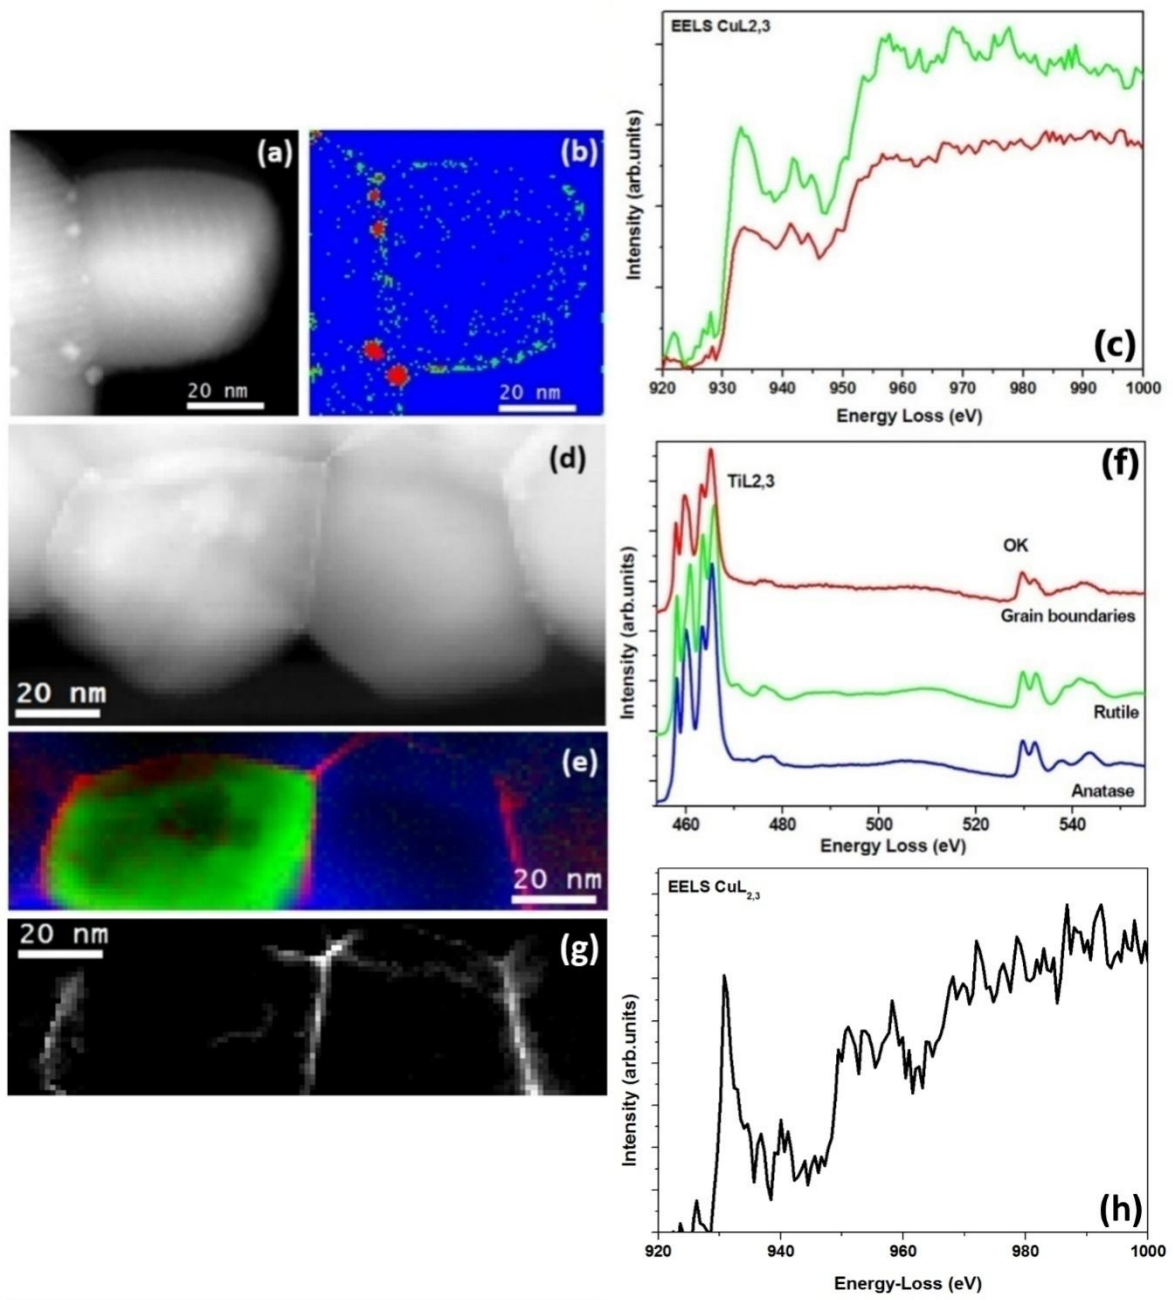 (a)
20 nm
(b)
20 nm
EELS CuL2,3
Intensity (arb.units)
(c)
920 930 940 950 960 970 980 990 1000
Energy Loss (eV)
(d)
20 nm
(e)
20 nm
(f)
TiL2,3
OK
Grain boundaries
Rutile
Anatase
Intensity (arb.units)
460 480 500 520 540
Energy Loss (eV)
20 nm
(g)
EELS CuL2,3
Intensity (arb.units)
(h)
920 940 960 980 1000
Energy-Loss (eV)